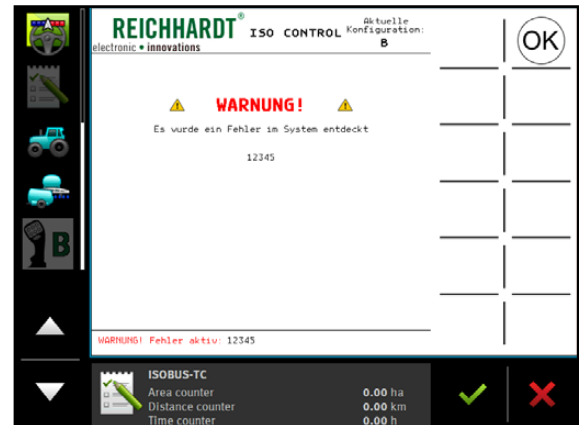 REICHHARDT®
electronic • innovations
ISO CONTROL
Aktuelle
Konfiguration:
B
OK
WARNUNG!
Es wurde ein Fehler im System entdeckt
12345
B
WARNUNG! Fehler aktiv: 12345
ISOBUS-TC
Area counter 0.00 ha
Distance counter 0.00 km
Time counter 0.00 h